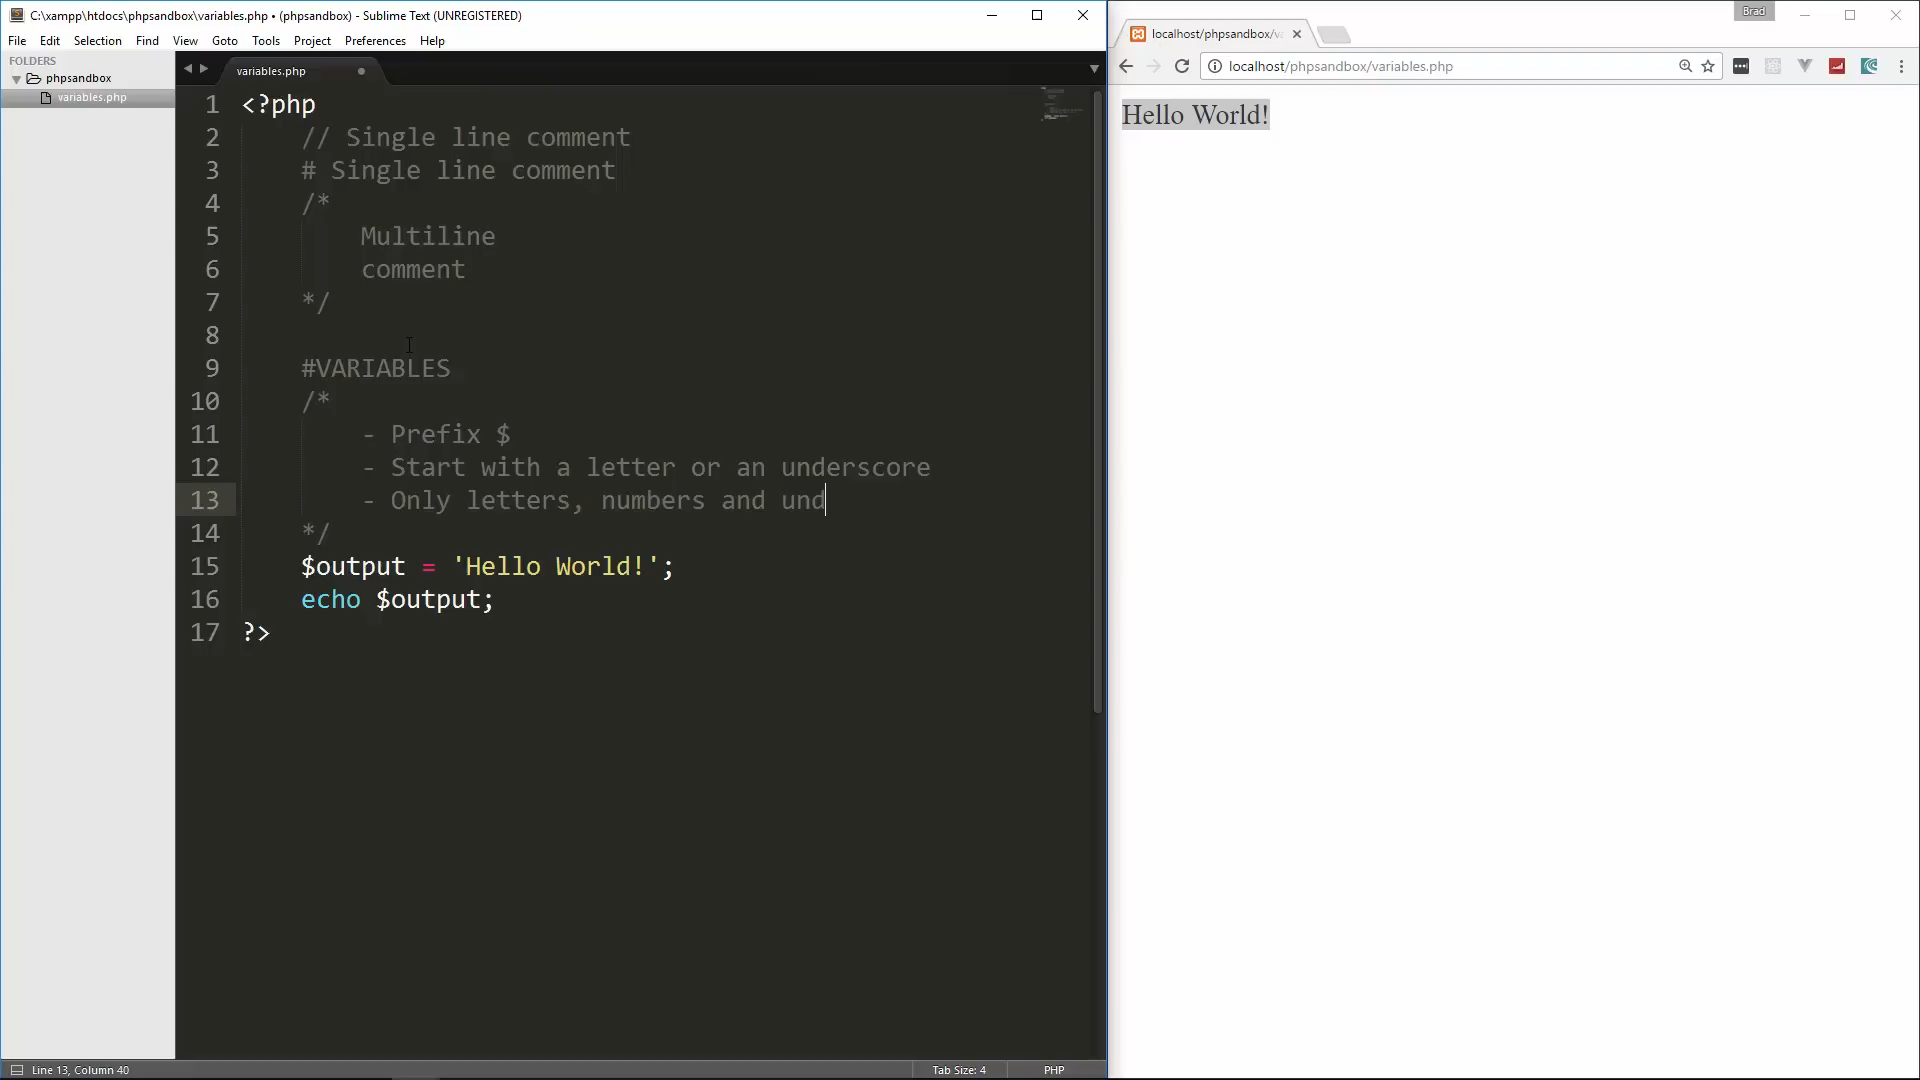 C:\xampp\htdocs\phpsandbox\variables.php • (phpsandbox) - Sublime Text (UNREGISTERED)
File Edit Selection Find View Goto Tools Project Preferences Help
FOLDERS
phpsandbox
variables.php
variables.php
1 <?php
2 // Single line comment
3 # Single line comment
4 /*
5 Multiline
6 comment
7 */
8
9 #VARIABLES
10 /*
11 - Prefix $
12 - Start with a letter or an underscore
13 - Only letters, numbers and und
14 */
15 $output = 'Hello World!';
16 echo $output;
17 ?>
Line 13, Column 40
Tab Size: 4
PHP
Brad
localhost/phpsandbox/va
localhost/phpsandbox/variables.php
Hello World!